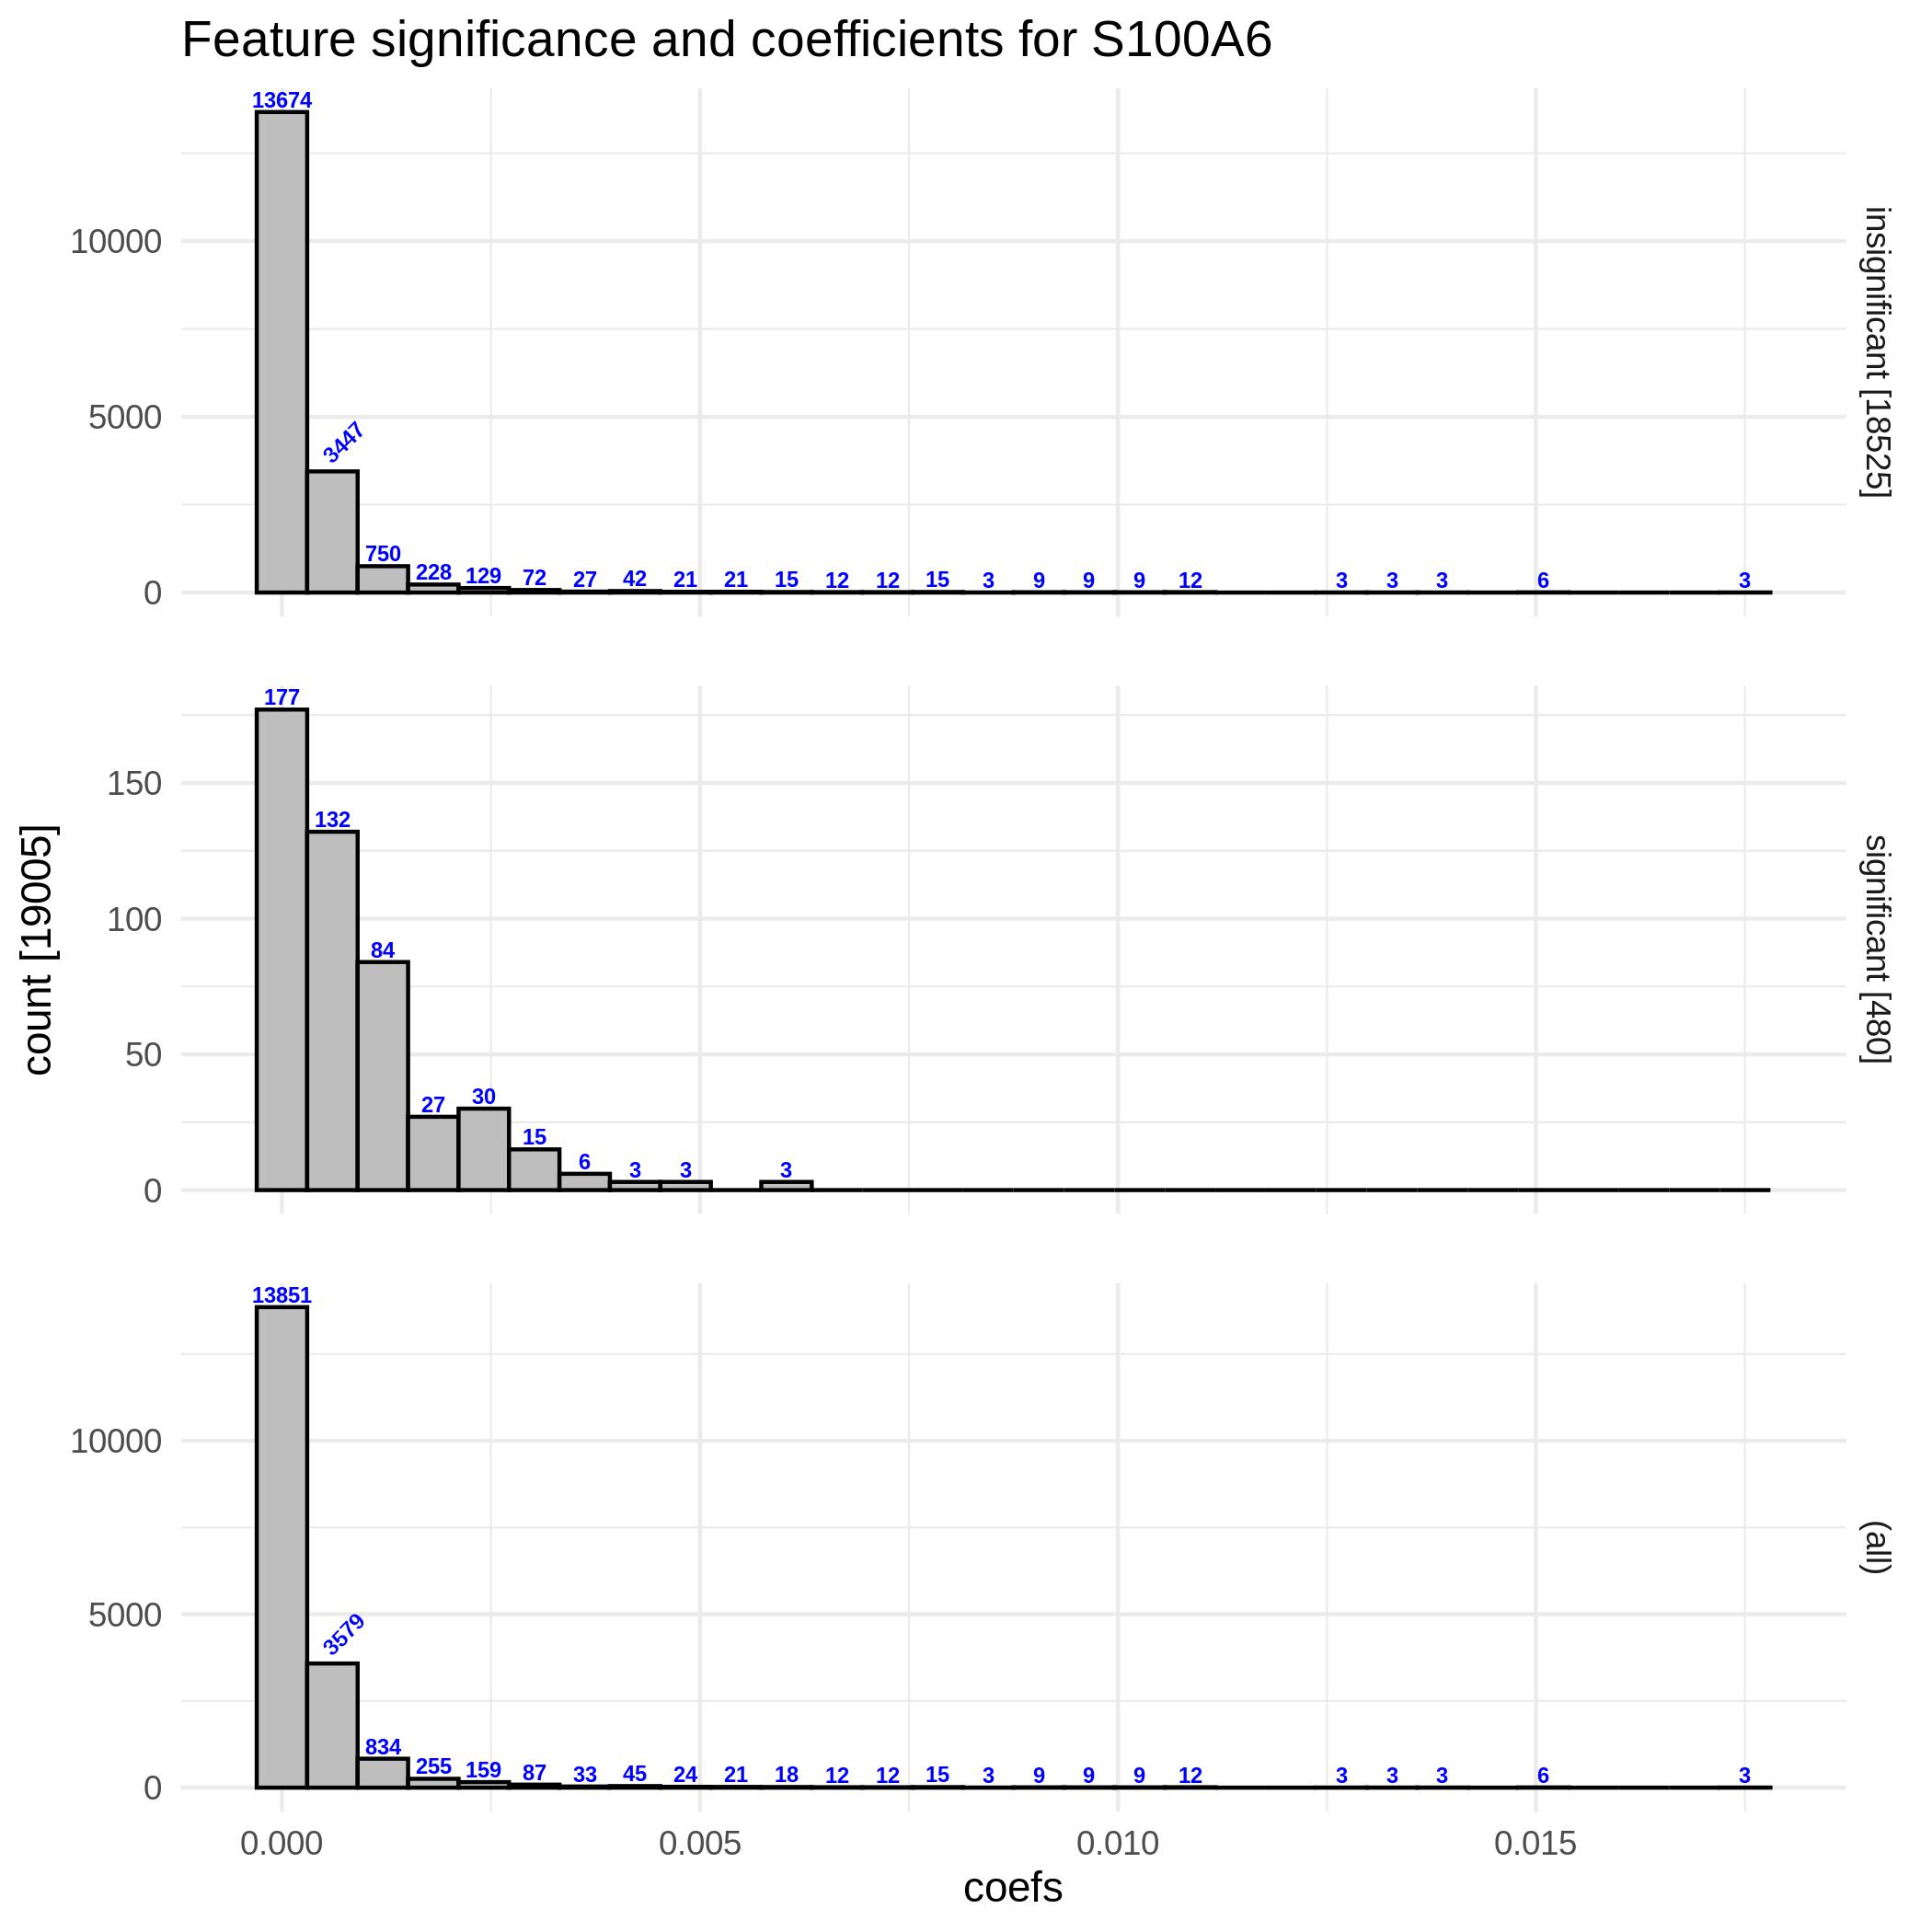 Feature significance and coefficients for S100A6
13674
10000
5000
0
3447
750
228 129 72 27 42 21 21 15 12 12 15 3 9 9 9 12 3 3 3 6 3
insignificant [18525]
177
150
132
100
84
50
27 30
15
6 3 3 3
0
significant [480]
count [19005]
13851
10000
5000
3579
834
255 159 87 33 45 24 21 18 12 12 15 3 9 9 9 12 3 3 3 6 3
0
(all)
0.000 0.005 0.010 0.015
coefs